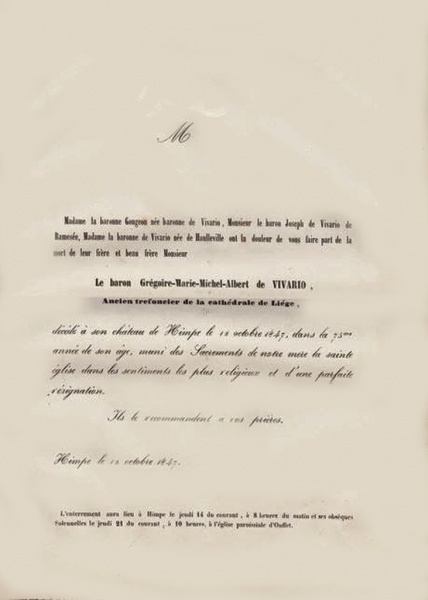 M
Madame la baronne Gougeon née baronne de Vivario, Monsieur le baron Joseph de Vivario de
Ramesée, Madame la baronne de Vivario née de Haulleville ont la douleur de vous faire part de la
mort de leur frère et beau frère Monsieur
Le baron Grégoire-Marie-Michel-Albert de VIVARIO,
Ancien trefoncier de la cathédrale de Liége,
décédé à son château de Himpe le 12 octobre 1847, dans la 75me
année de son âge, muni des Sacrements de notre mère la sainte
église dans les sentiments les plus religieux et d'une parfaite
résignation.
Ils le recommandent a vos prières.
Himpe le 12 octobre 1847.
L'enterrement aura lieu à Himpe le jeudi 14 du courant, à 8 heures du matin et ses obsèques
Solennelles le jeudi 21 du courant, à 10 heures, à l'église paroissiale d'Ouffet.